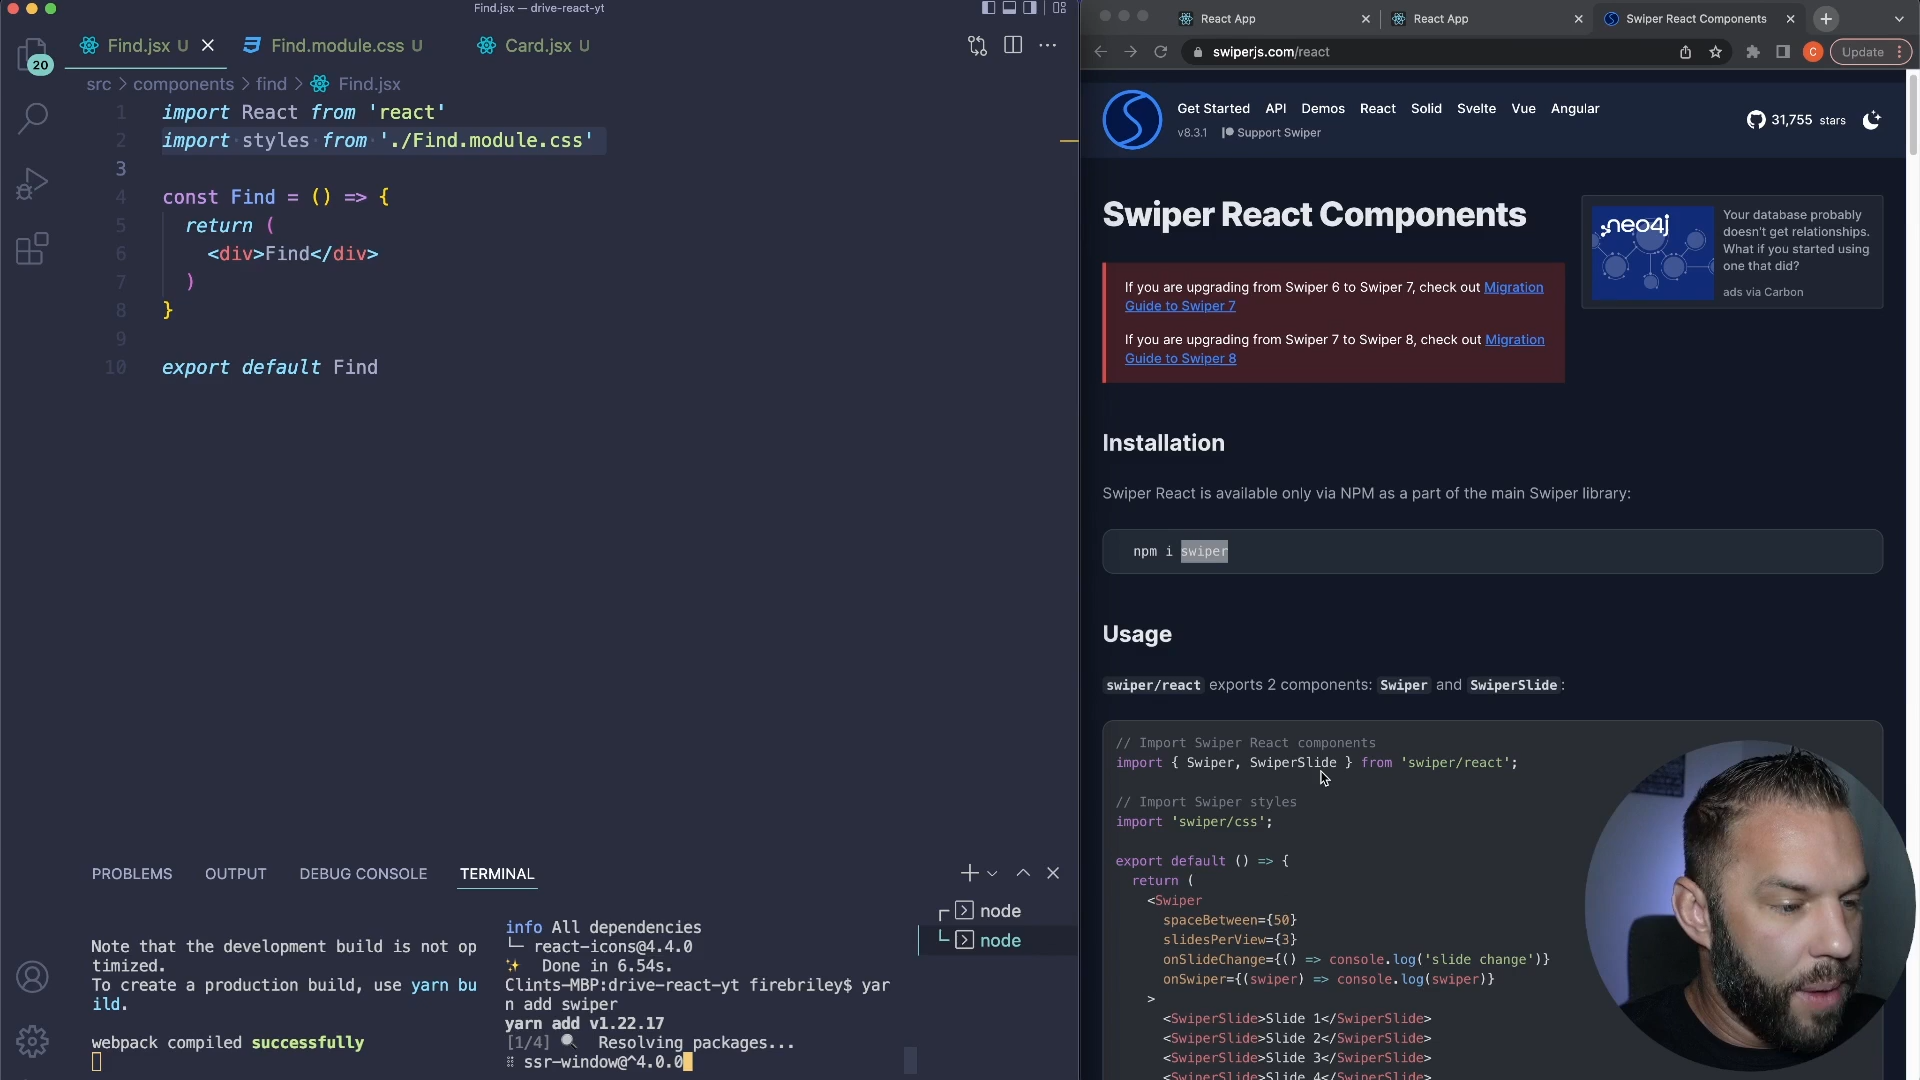 Find.jsx — drive-react-yt
Find.jsx U
Find.module.css U
Card.jsx U
20
src > components > find > Find.jsx
1 import React from 'react'
2 import styles from './Find.module.css'
3
4 const Find = () => {
5 return (
6 <div>Find</div>
7 )
8 }
9
10 export default Find
PROBLEMS OUTPUT DEBUG CONSOLE TERMINAL
Note that the development build is not op
timized.
To create a production build, use yarn bu
ild.
webpack compiled successfully
info All dependencies
└─ react-icons@4.4.0
✨ Done in 6.54s.
Clints-MBP:drive-react-yt firebriley$ yar
n add swiper
yarn add v1.22.17
[1/4] 🔍 Resolving packages...
⠿ ssr-window@^4.0.0
node
node
React App
React App
Swiper React Components
swiperjs.com/react
C
Update
Get Started API Demos React Solid Svelte Vue Angular
v8.3.1 Support Swiper
31,755 stars
Swiper React Components
If you are upgrading from Swiper 6 to Swiper 7, check out Migration
Guide to Swiper 7
If you are upgrading from Swiper 7 to Swiper 8, check out Migration
Guide to Swiper 8
neo4j
Your database probably
doesn't get relationships.
What if you started using
one that did?
ads via Carbon
Installation
Swiper React is available only via NPM as a part of the main Swiper library:
npm i swiper
Usage
swiper/react exports 2 components: Swiper and SwiperSlide:
// Import Swiper React components
import { Swiper, SwiperSlide } from 'swiper/react';
// Import Swiper styles
import 'swiper/css';
export default () => {
return (
<Swiper
spaceBetween={50}
slidesPerView={3}
onSlideChange={() => console.log('slide change')}
onSwiper={(swiper) => console.log(swiper)}
>
<SwiperSlide>Slide 1</SwiperSlide>
<SwiperSlide>Slide 2</SwiperSlide>
<SwiperSlide>Slide 3</SwiperSlide>
<SwiperSlide>Slide 4</SwiperSlide>